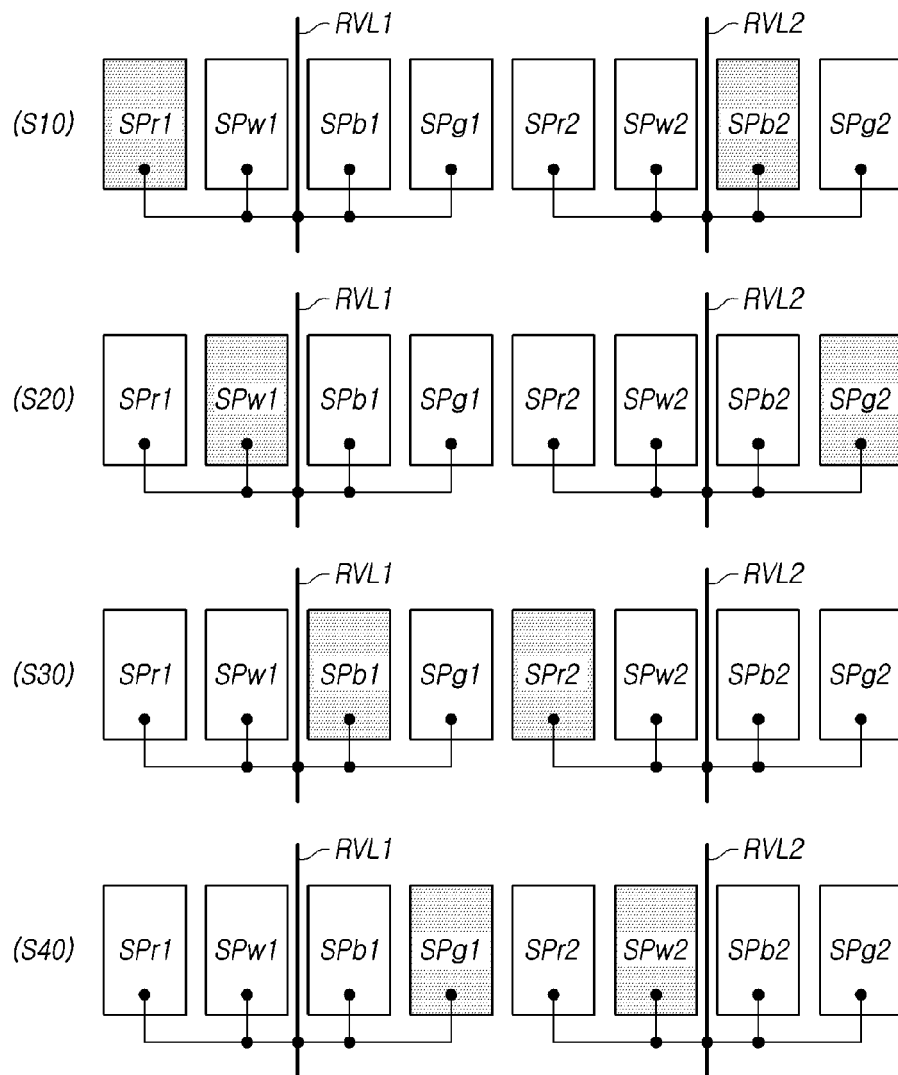 RVL1 RVL2
(S10) SPr1 SPw1 SPb1 SPg1 SPr2 SPw2 SPb2 SPg2
RVL1 RVL2
(S20) SPr1 SPw1 SPb1 SPg1 SPr2 SPw2 SPb2 SPg2
RVL1 RVL2
(S30) SPr1 SPw1 SPb1 SPg1 SPr2 SPw2 SPb2 SPg2
RVL1 RVL2
(S40) SPr1 SPw1 SPb1 SPg1 SPr2 SPw2 SPb2 SPg2